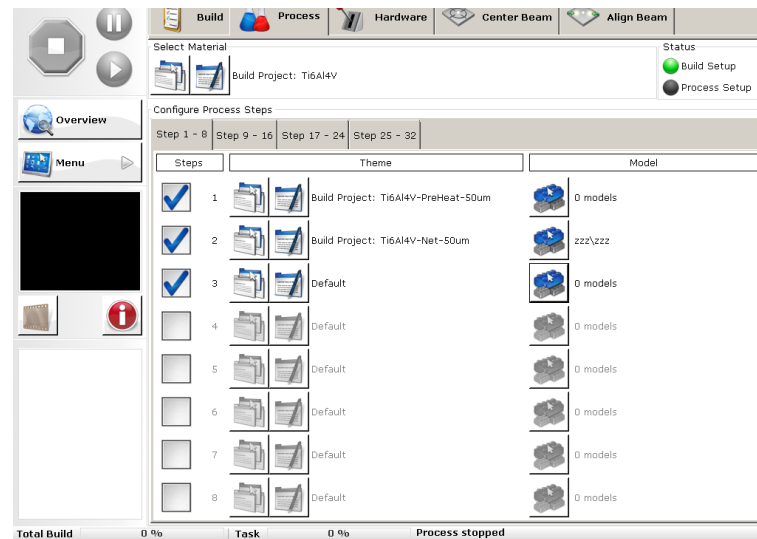 Build Process Hardware Center Beam Align Beam
Select Material
Build Project: Ti6Al4V
Status
Build Setup
Process Setup
Overview
Menu
Configure Process Steps
Step 1 - 8 Step 9 - 16 Step 17 - 24 Step 25 - 32
Steps Theme Model
1 Build Project: Ti6Al4V-PreHeat-50um 0 models
2 Build Project: Ti6Al4V-Net-50um zzz\zzz
3 Default 0 models
4 Default 0 models
5 Default 0 models
6 Default 0 models
7 Default 0 models
8 Default 0 models
Total Build 0 % Task 0 % Process stopped